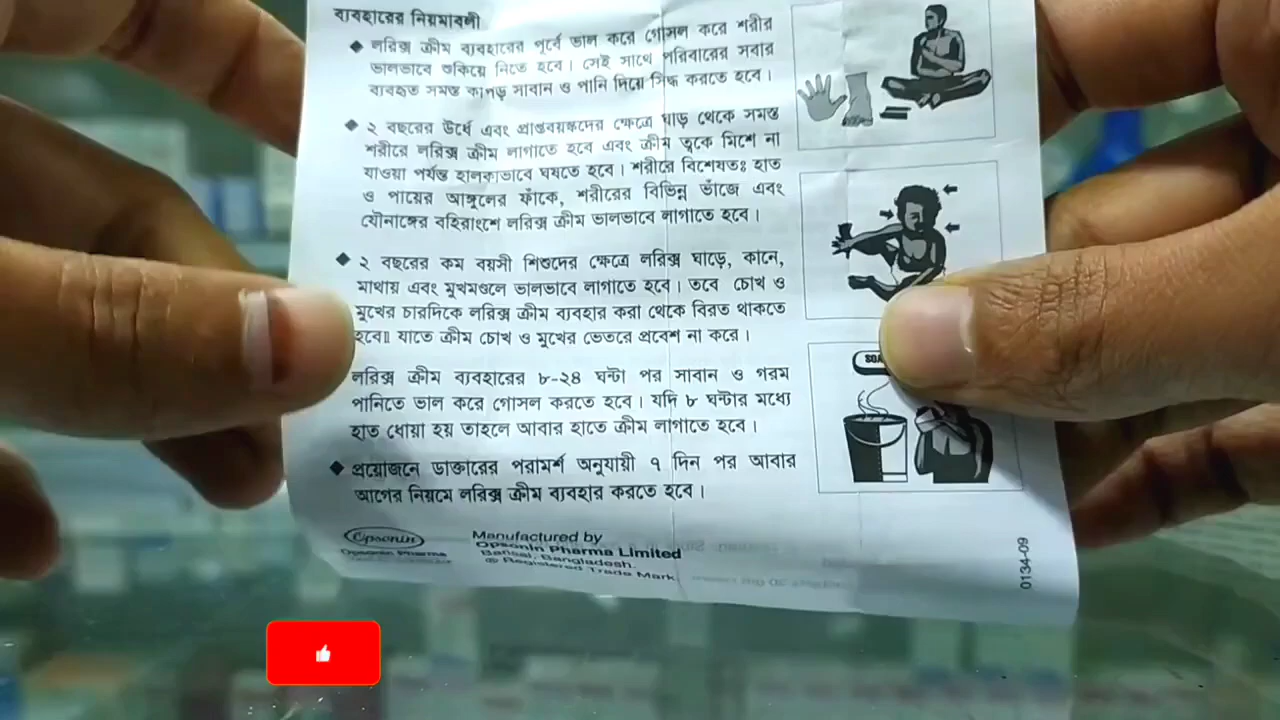 ব্যবহারের নিয়মাবলী
◆ লরিক্স ক্রীম ব্যবহারের পূর্বে ভাল করে গোসল করে শরীর
ভালভাবে শুকিয়ে নিতে হবে। সেই সাথে পরিবারের সবার
ব্যবহৃত সমস্ত কাপড় সাবান ও পানি দিয়ে সিদ্ধ করতে হবে।
◆ ২ বছরের উর্ধে এবং প্রাপ্তবয়স্কদের ক্ষেত্রে ঘাড় থেকে সমস্ত
শরীরে লরিক্স ক্রীম লাগাতে হবে এবং ক্রীম ত্বকে মিশে না
যাওয়া পর্যন্ত হালকাভাবে ঘষতে হবে। শরীরে বিশেষতঃ হাত
ও পায়ের আঙ্গুলের ফাঁকে, শরীরের বিভিন্ন ভাঁজে এবং
যৌনাঙ্গের বহিরাংশে লরিক্স ক্রীম ভালভাবে লাগাতে হবে।
◆ ২ বছরের কম বয়সী শিশুদের ক্ষেত্রে লরিক্স ঘাড়ে, কানে,
মাথায় এবং মুখমণ্ডলে ভালভাবে লাগাতে হবে। তবে চোখ ও
মুখের চারদিকে লরিক্স ক্রীম ব্যবহার করা থেকে বিরত থাকতে
হবে॥ যাতে ক্রীম চোখ ও মুখের ভেতরে প্রবেশ না করে।
লরিক্স ক্রীম ব্যবহারের ৮-২৪ ঘন্টা পর সাবান ও গরম
পানিতে ভাল করে গোসল করতে হবে। যদি ৮ ঘন্টার মধ্যে
হাত ধোয়া হয় তাহলে আবার হাতে ক্রীম লাগাতে হবে।
◆ প্রয়োজনে ডাক্তারের পরামর্শ অনুযায়ী ৭ দিন পর আবার
আগের নিয়মে লরিক্স ক্রীম ব্যবহার করতে হবে।
Opsonin
Opsonin Pharma
Manufactured by
Opsonin Pharma Limited
Barisal, Bangladesh.
® Registered Trade Mark
0134-09